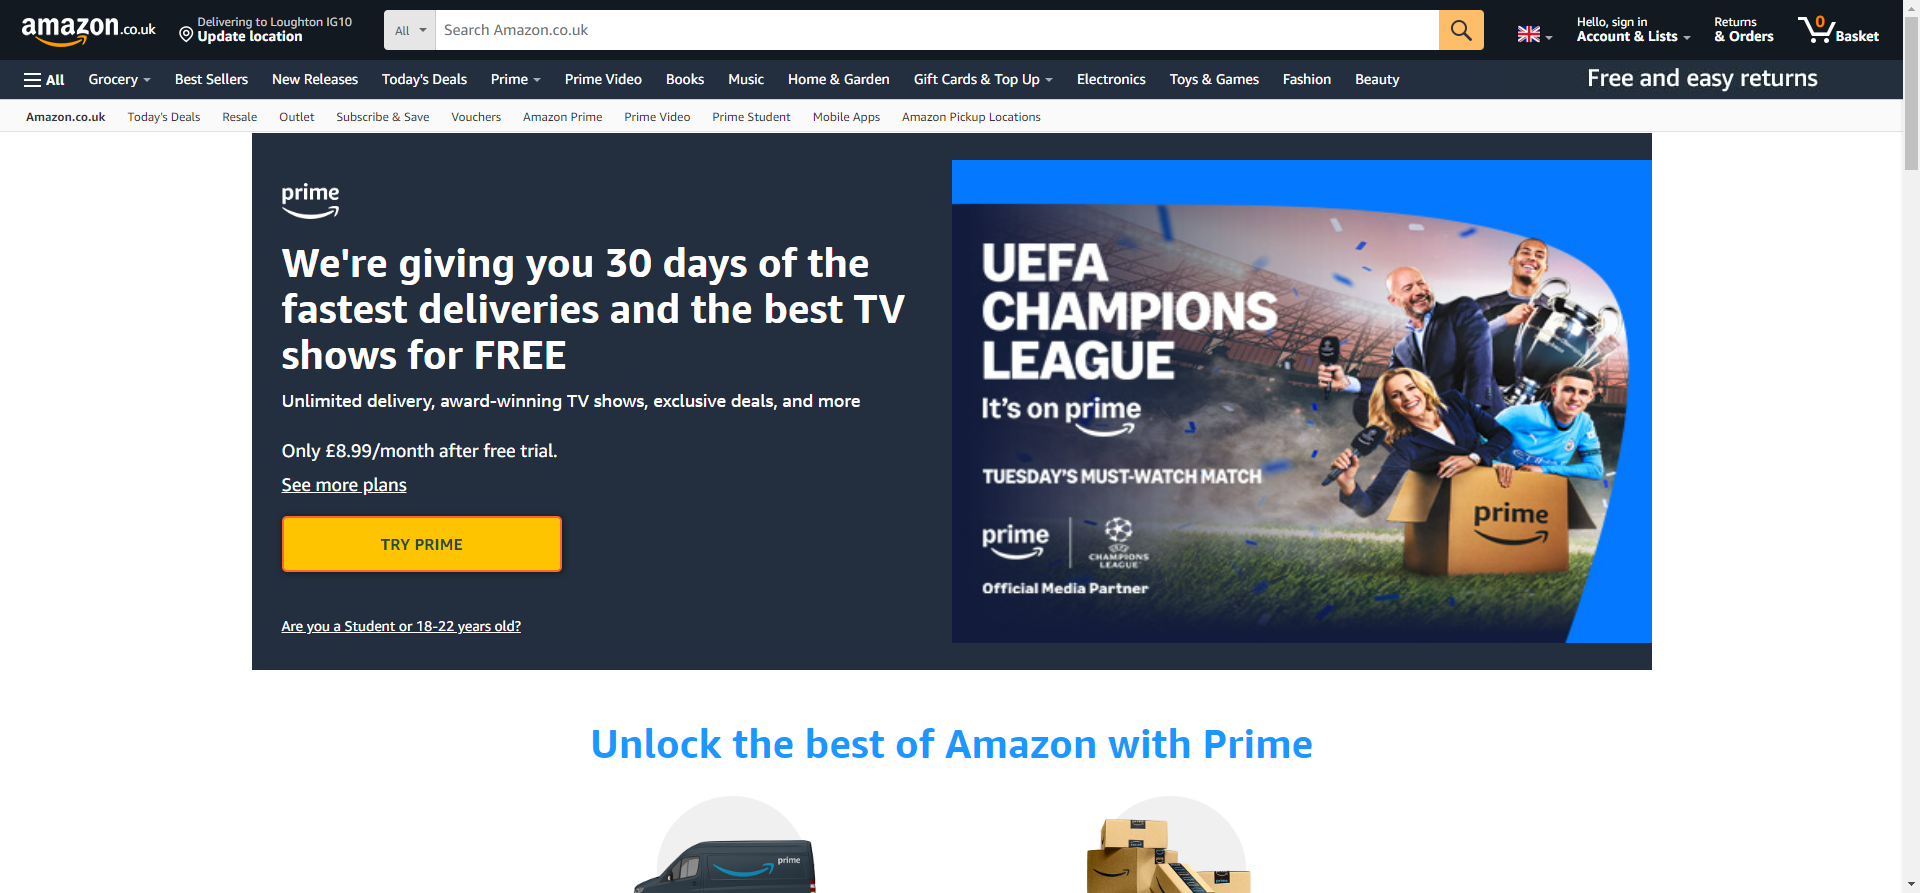 amazon.co.uk
Delivering to Loughton IG10
Update location
All
Search Amazon.co.uk
Hello, sign in
Account & Lists
Returns
& Orders
0
Basket
All
Grocery
Best Sellers
New Releases
Today's Deals
Prime
Prime Video
Books
Music
Home & Garden
Gift Cards & Top Up
Electronics
Toys & Games
Fashion
Beauty
Free and easy returns
Amazon.co.uk
Today's Deals
Resale
Outlet
Subscribe & Save
Vouchers
Amazon Prime
Prime Video
Prime Student
Mobile Apps
Amazon Pickup Locations
prime
We're giving you 30 days of the
fastest deliveries and the best TV
shows for FREE
Unlimited delivery, award-winning TV shows, exclusive deals, and more
Only £8.99/month after free trial.
See more plans
TRY PRIME
Are you a Student or 18-22 years old?
UEFA
CHAMPIONS
LEAGUE
It's on prime
TUESDAY'S MUST-WATCH MATCH
prime
UEFA
CHAMPIONS
LEAGUE
Official Media Partner
prime
Unlock the best of Amazon with Prime
prime